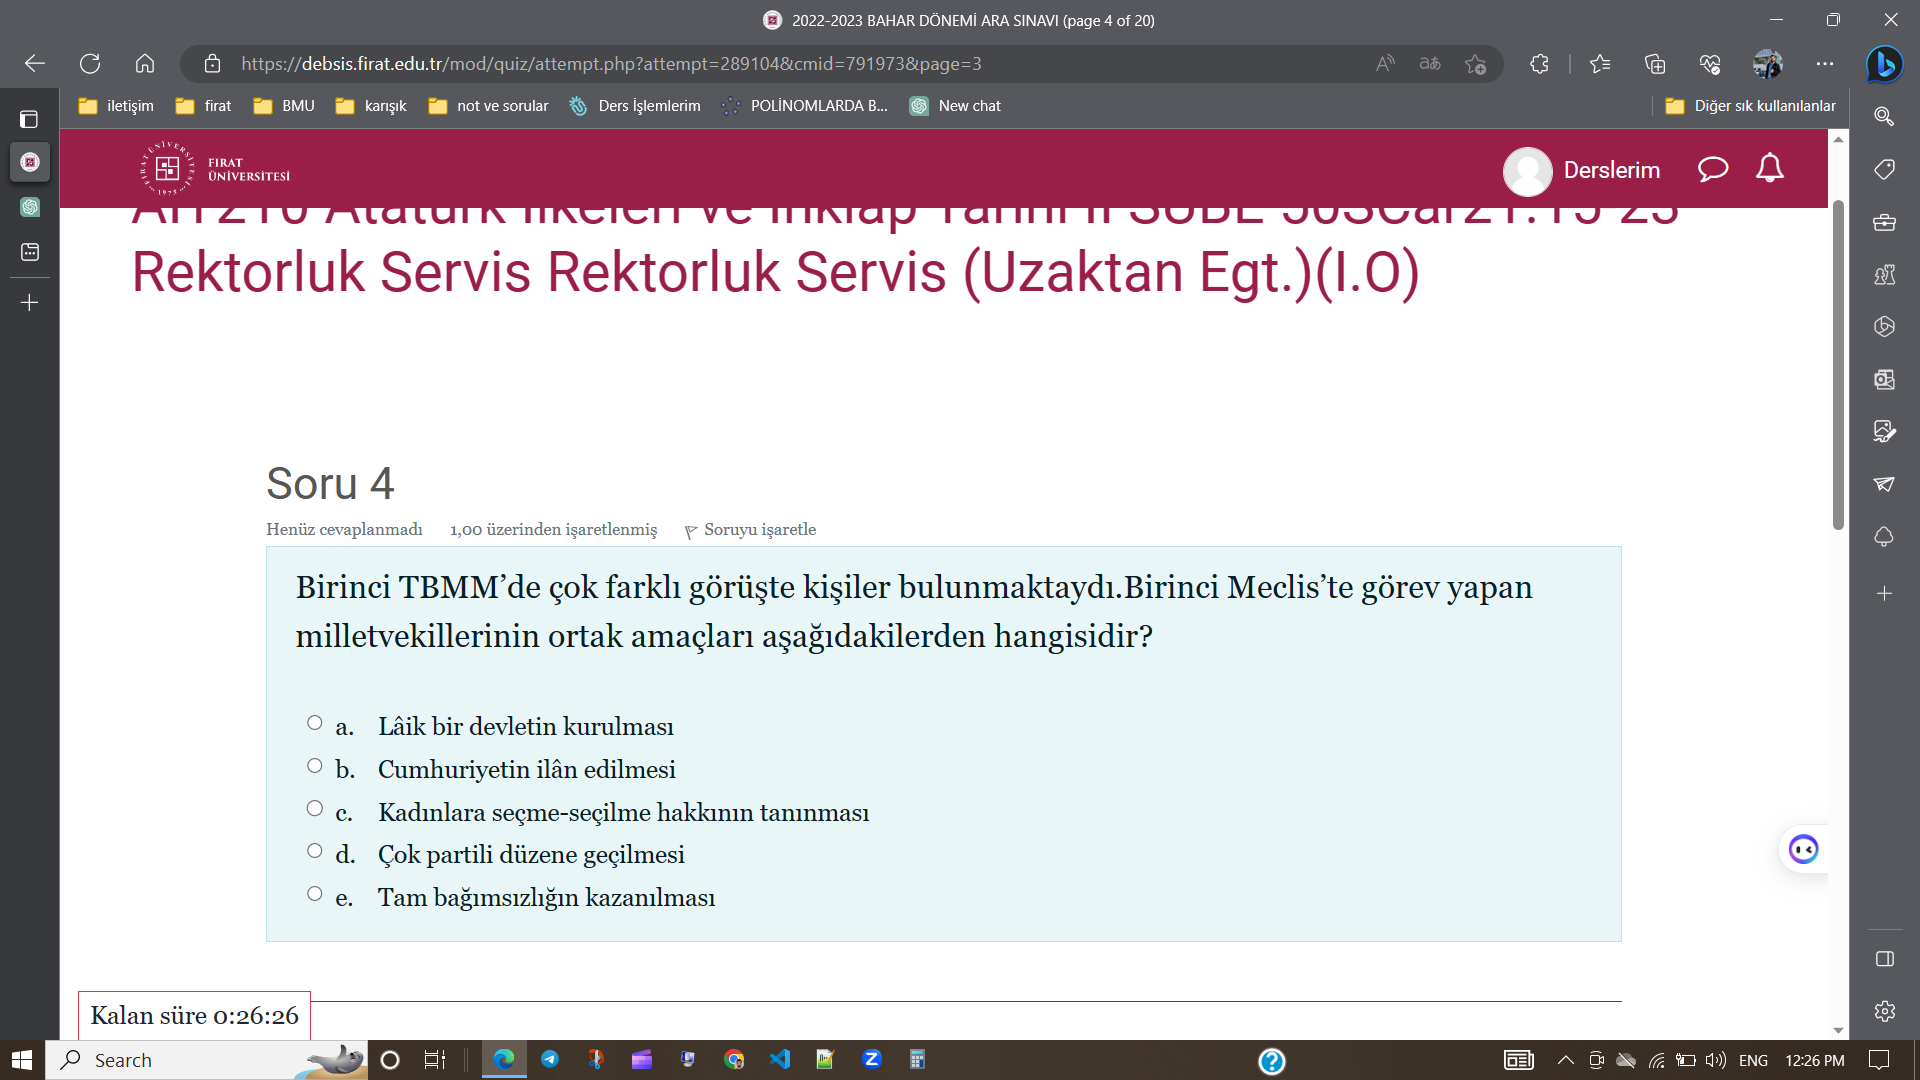 2022-2023 BAHAR DÖNEMİ ARA SINAVI (page 4 of 20)
https://debsis.firat.edu.tr/mod/quiz/attempt.php?attempt=289104&cmid=791973&page=3
iletişim
firat
BMU
karışık
not ve sorular
Ders İşlemlerim
POLİNOMLARDA B...
New chat
Diğer sık kullanılanlar
FIRAT
ÜNİVERSİTESİ
Derslerim
Rektorluk Servis Rektorluk Servis (Uzaktan Egt.)(I.O)
Soru 4
Henüz cevaplanmadı 1,00 üzerinden işaretlenmiş Soruyu işaretle
Birinci TBMM’de çok farklı görüşte kişiler bulunmaktaydı.Birinci Meclis’te görev yapan
milletvekillerinin ortak amaçları aşağıdakilerden hangisidir?
a. Lâik bir devletin kurulması
b. Cumhuriyetin ilân edilmesi
c. Kadınlara seçme-seçilme hakkının tanınması
d. Çok partili düzene geçilmesi
e. Tam bağımsızlığın kazanılması
Kalan süre 0:26:26
Search
ENG
12:26 PM